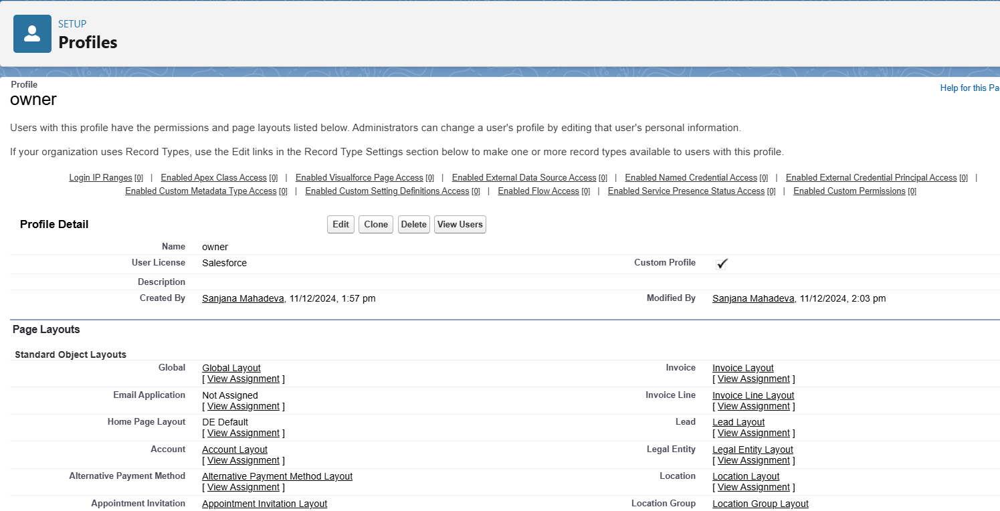 SETUP
Profiles
Profile
Help for this Pa
owner
Users with this profile have the permissions and page layouts listed below. Administrators can change a user's profile by editing that user's personal information.
If your organization uses Record Types, use the Edit links in the Record Type Settings section below to make one or more record types available to users with this profile.
Login IP Ranges [0] | Enabled Apex Class Access [0] | Enabled Visualforce Page Access [0] | Enabled External Data Source Access [0] | Enabled Named Credential Access [0] | Enabled External Credential Principal Access [0] |
Enabled Custom Metadata Type Access [0] | Enabled Custom Setting Definitions Access [0] | Enabled Flow Access [0] | Enabled Service Presence Status Access [0] | Enabled Custom Permissions [0]
Profile Detail Edit Clone Delete View Users
Name owner
User License Salesforce Custom Profile
Description
Created By Sanjana Mahadeva, 11/12/2024, 1:57 pm Modified By Sanjana Mahadeva, 11/12/2024, 2:03 pm
Page Layouts
Standard Object Layouts
Global Global Layout Invoice Invoice Layout
[ View Assignment ] [ View Assignment ]
Email Application Not Assigned Invoice Line Invoice Line Layout
[ View Assignment ] [ View Assignment ]
Home Page Layout DE Default Lead Lead Layout
[ View Assignment ] [ View Assignment ]
Account Account Layout Legal Entity Legal Entity Layout
[ View Assignment ] [ View Assignment ]
Alternative Payment Method Alternative Payment Method Layout Location Location Layout
[ View Assignment ] [ View Assignment ]
Appointment Invitation Appointment Invitation Layout Location Group Location Group Layout